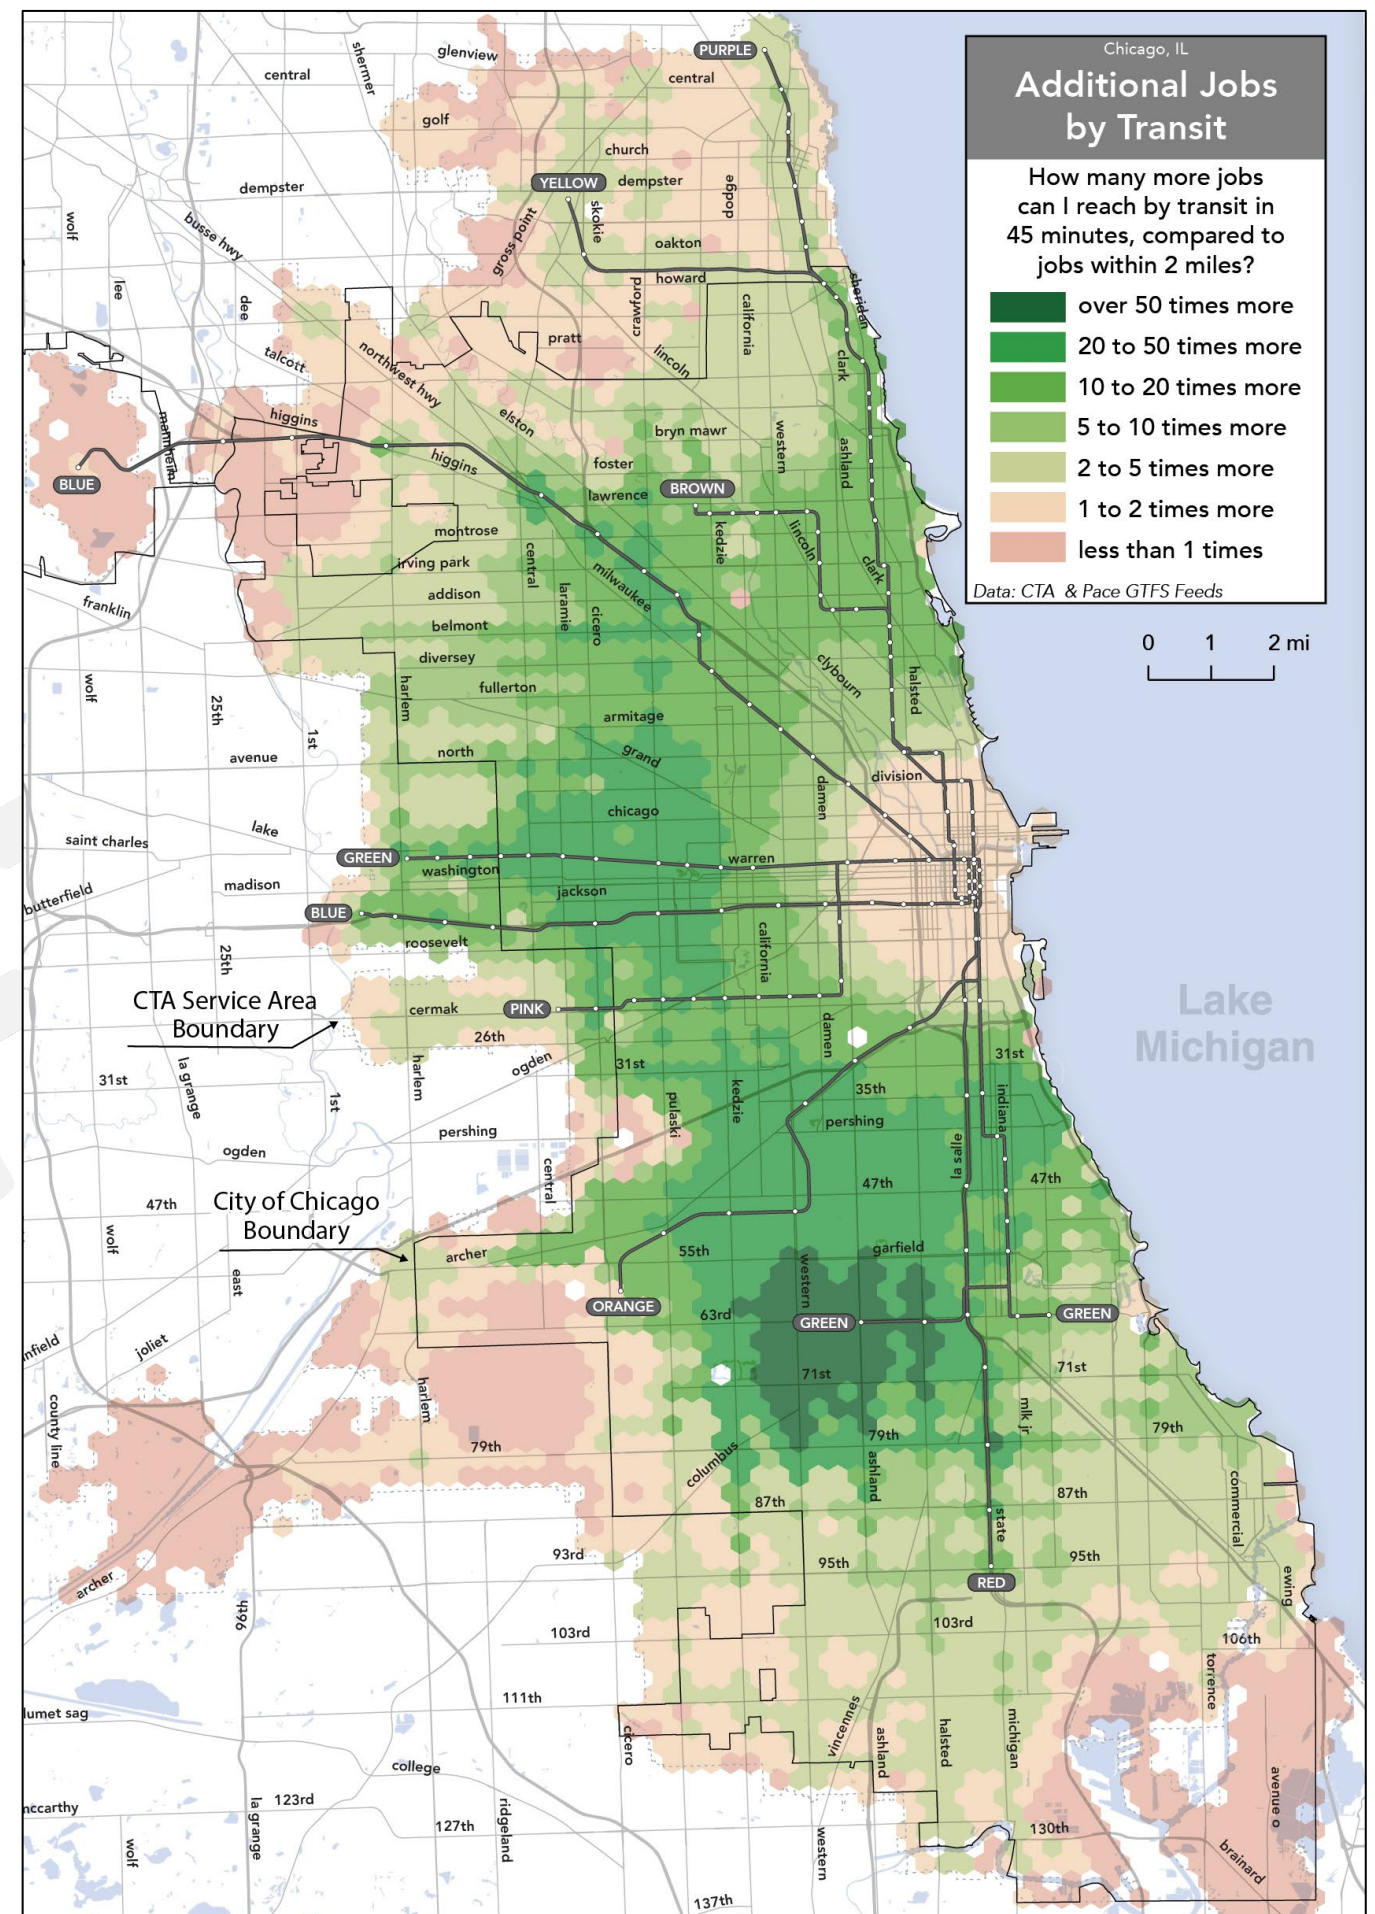 Chicago, IL
Additional Jobs
by Transit
How many more jobs
can I reach by transit in
45 minutes, compared to
jobs within 2 miles?
over 50 times more
20 to 50 times more
10 to 20 times more
5 to 10 times more
2 to 5 times more
1 to 2 times more
less than 1 times
Data: CTA & Pace GTFS Feeds
0 1 2 mi
Lake
Michigan
CTA Service Area
Boundary
City of Chicago
Boundary
PURPLE
glenview
shermer
central
central
golf
church
YELLOW
dempster
dempster
dodge
skokie
wolf
busse hwy
gross point
oakton
howard
lee
dee
crawford
california
sheridan
pratt
lincoln
talcott
northwest hwy
clark
higgins
elston
bryn mawr
western
ashland
mannheim
higgins
foster
BLUE
lawrence
BROWN
montrose
kedzie
lincoln
irving park
central
clark
milwaukee
addison
laramie
cicero
franklin
belmont
diversey
clybourn
halsted
wolf
25th
harlem
fullerton
armitage
1st
avenue
north
grand
division
damen
chicago
saint charles
lake
GREEN
warren
washington
madison
jackson
butterfield
BLUE
roosevelt
25th
california
cermak
PINK
26th
damen
ogden
31st
31st
31st
la grange
harlem
1st
35th
pulaski
kedzie
indiana
pershing
pershing
la salle
ogden
central
47th
47th
47th
wolf
archer
55th
garfield
east
western
ORANGE
63rd
GREEN
GREEN
joliet
71st
71st
county line
harlem
mlk jr
79th
79th
79th
columbus
ashland
87th
87th
commercial
state
93rd
95th
95th
archer
RED
ewing
96th
103rd
103rd
106th
torrence
111th
lumet sag
cicero
vincennes
ashland
halsted
michigan
college
avenue o
mccarthy
123rd
la grange
ridgeland
127th
130th
wolf
western
brainard
137th